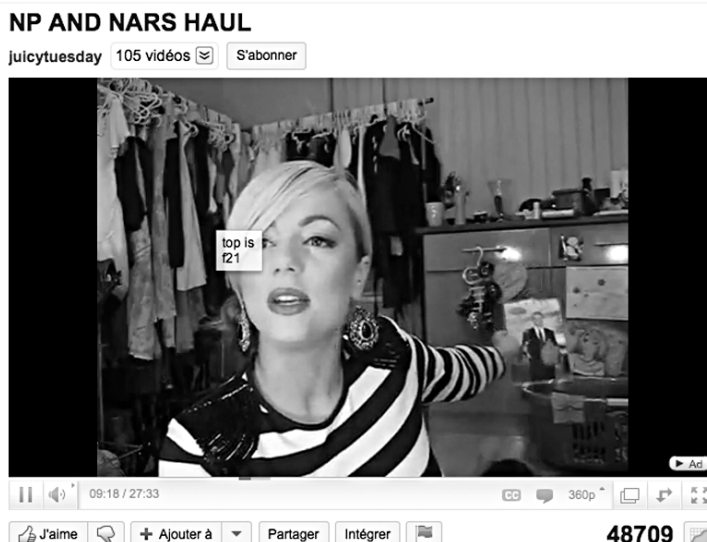 NP AND NARS HAUL
juicytuesday 105 vidéos S'abonner
top is
f21
Ad
09:18 / 27:33 CC 360p
J'aime Ajouter à Partager Intégrer 48709